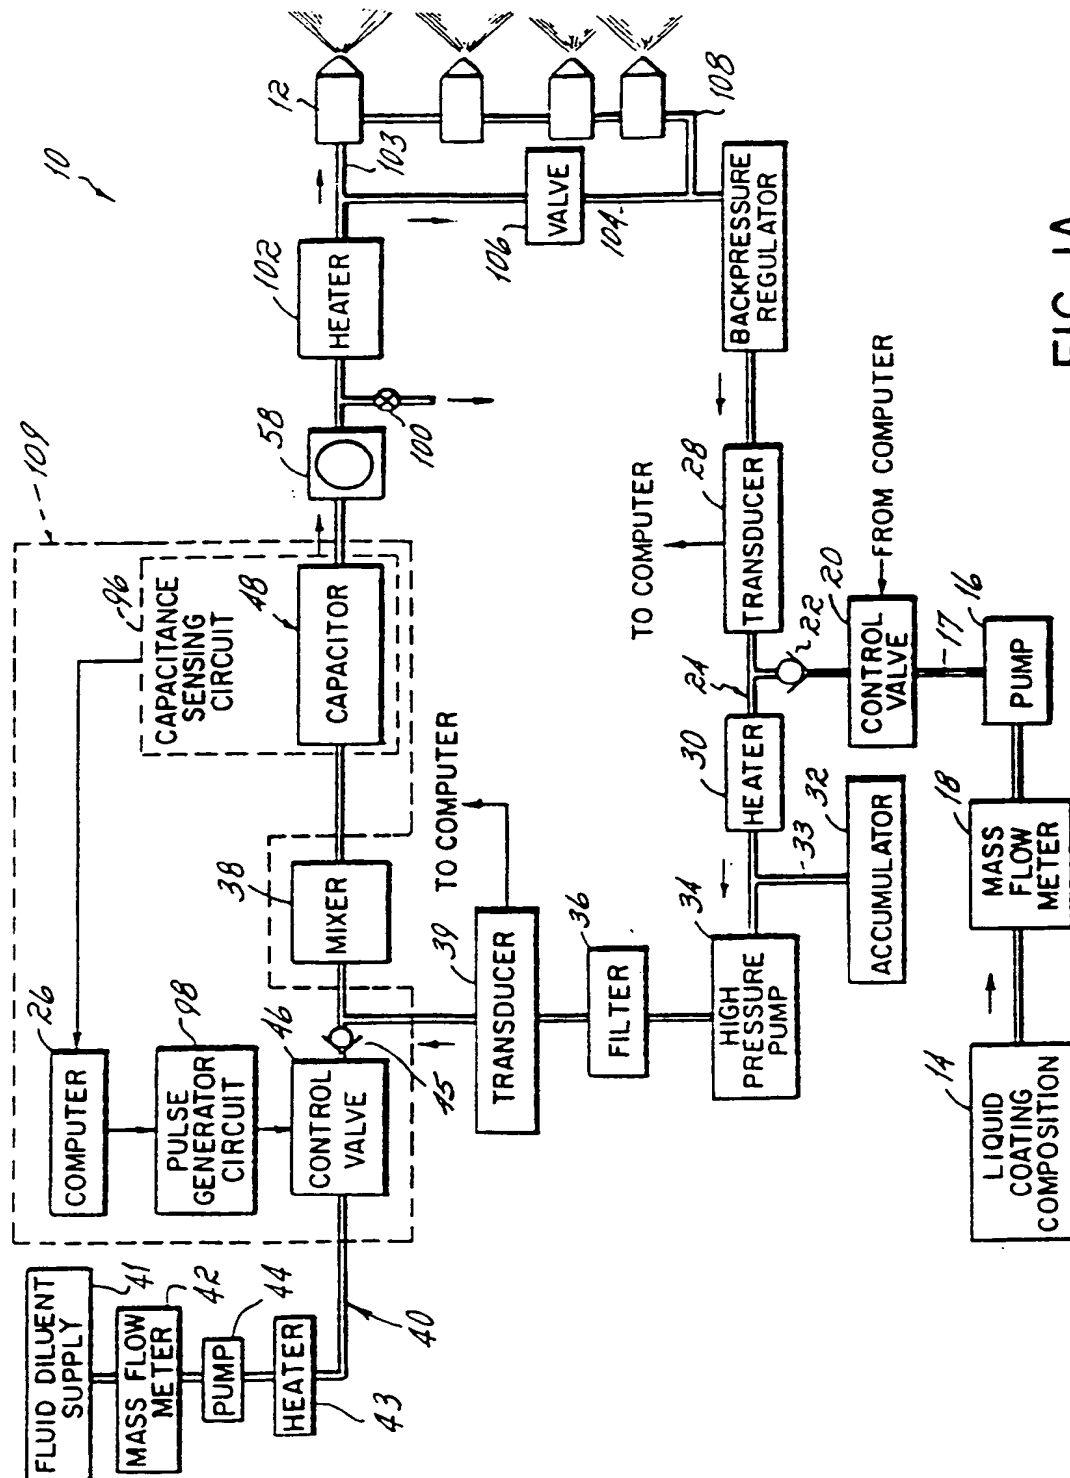 10
109
96
CAPACITANCE
SENSING
CIRCUIT
26
COMPUTER
98
PULSE
GENERATOR
CIRCUIT
46
CONTROL
VALVE
45
38
MIXER
48
CAPACITOR
58
100
102
HEATER
103
12
106
VALVE
104
108
FLUID DILUENT
SUPPLY
41
MASS FLOW
METER
42
PUMP
44
HEATER
43
40
TO COMPUTER
39
TRANSDUCER
36
FILTER
34
HIGH
PRESSURE
PUMP
33
32
ACCUMULATOR
30
HEATER
24
TO COMPUTER
28
TRANSDUCER
BACKPRESSURE
REGULATOR
22
20
CONTROL
VALVE
FROM COMPUTER
17
16
PUMP
18
MASS
FLOW
METER
14
LIQUID
COATING
COMPOSITION
FIG. 1A